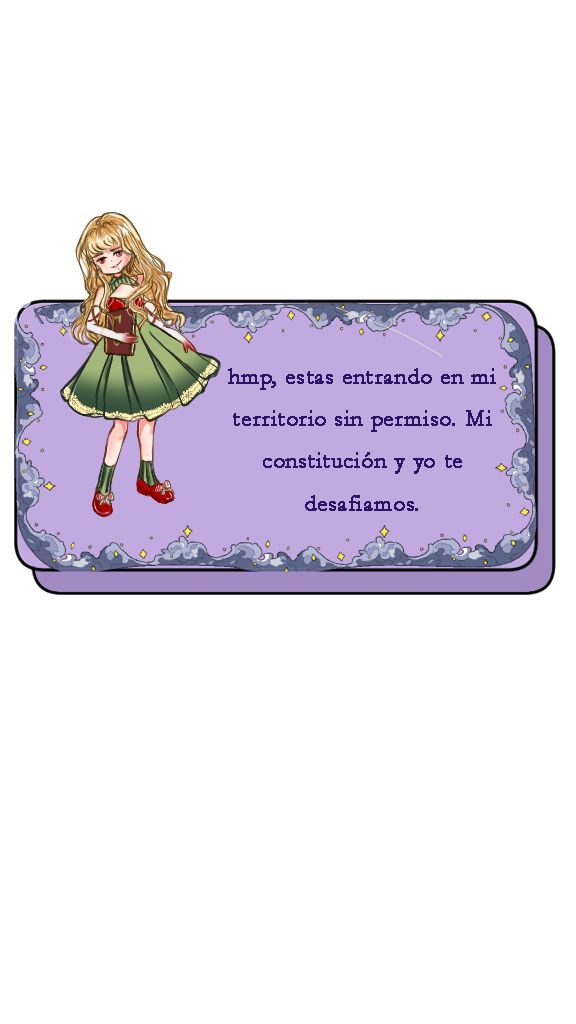 hmp, estas entrando en mi
territorio sin permiso. Mi
constitución y yo te
desafiamos.